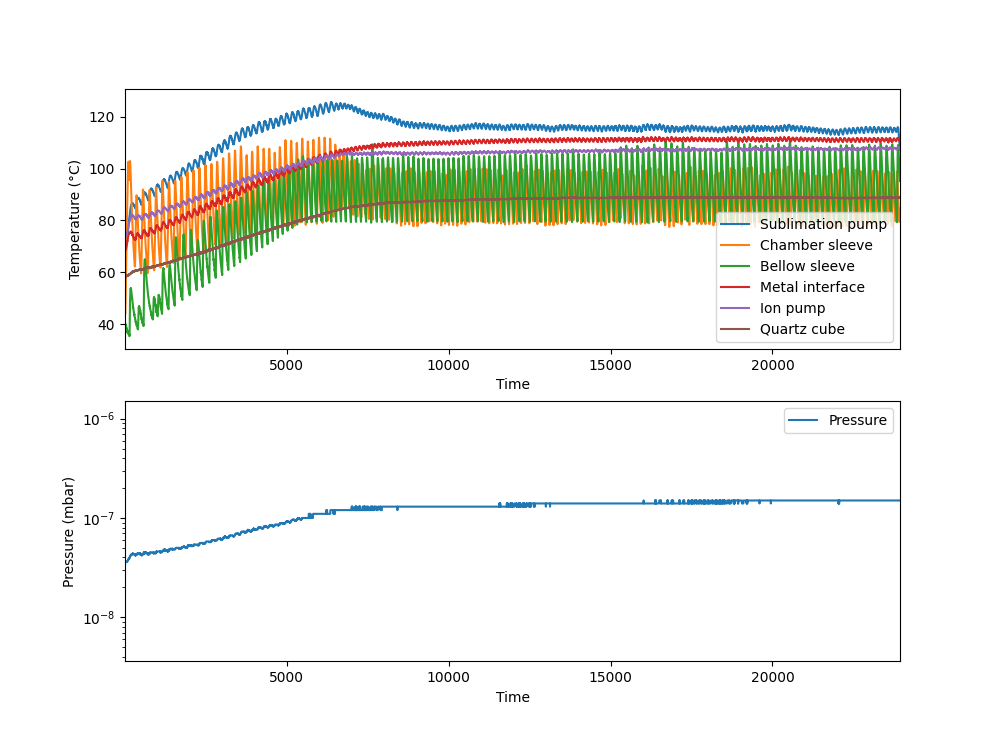 Temperature (°C)
120
100
80
60
40
Sublimation pump
Chamber sleeve
Bellow sleeve
Metal interface
Ion pump
Quartz cube
5000 10000 15000 20000
Time
Pressure (mbar)
10⁻⁶
10⁻⁷
10⁻⁸
Pressure
5000 10000 15000 20000
Time